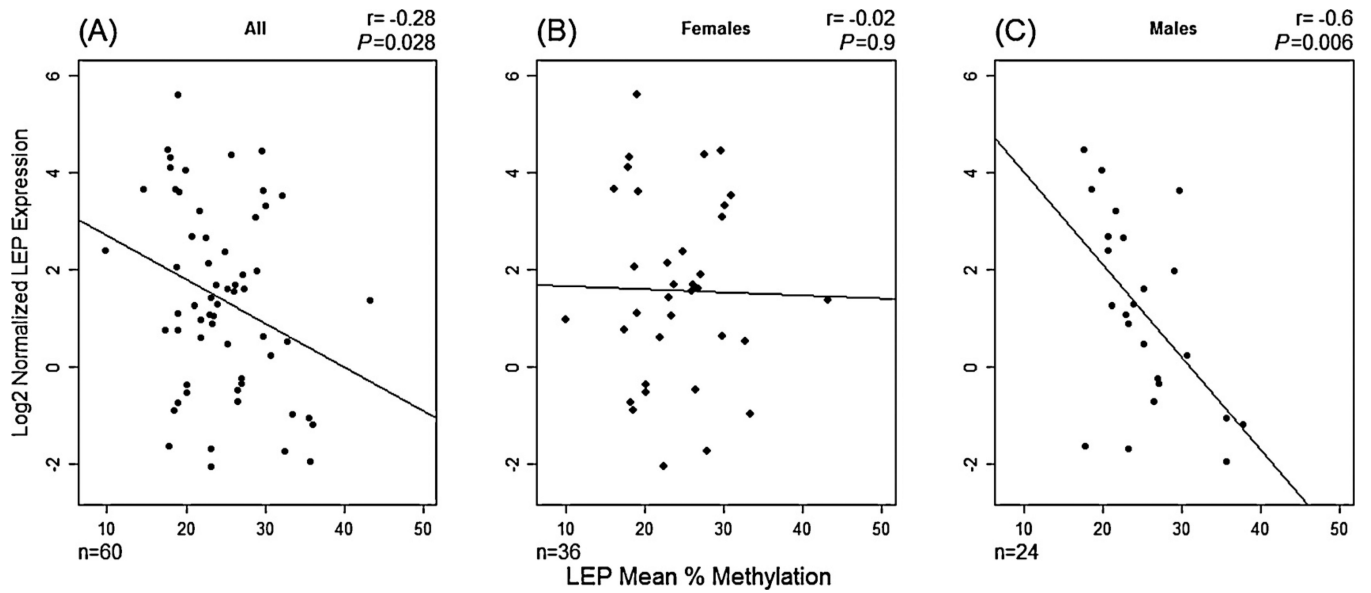 (A) All r= -0.28
P=0.028
(B) Females r= -0.02
P=0.9
(C) Males r= -0.6
P=0.006
Log2 Normalized LEP Expression
6
4
2
0
-2
10 20 30 40 50
n=60
6
4
2
0
-2
10 20 30 40 50
n=36
6
4
2
0
-2
10 20 30 40 50
n=24
LEP Mean % Methylation